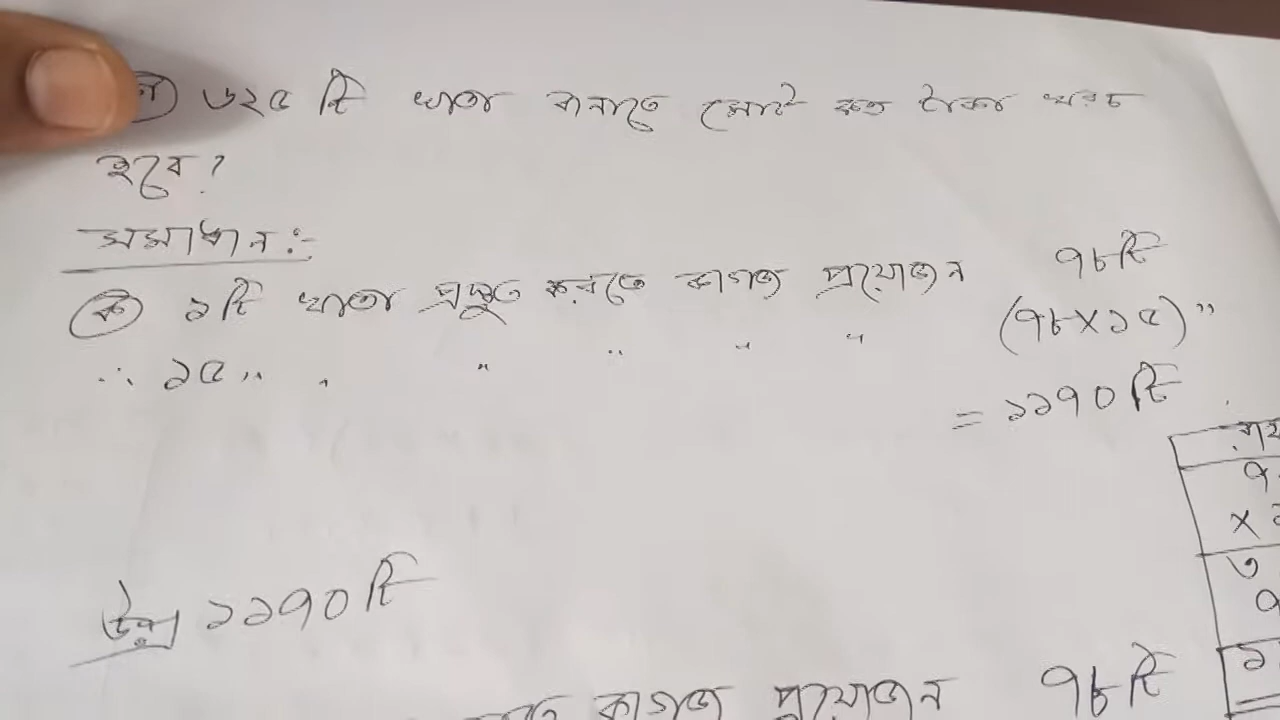 ৬২৫ টি খাতা বানাতে মোট কত টাকা খরচ
হবে?
সমাধান:-
ক ১টি খাতা প্রস্তুত করতে কাগজ প্রয়োজন ৭৮টি
∴ ১৫ " " " " " " (৭৮×১৫) "
= ১১৭০ টি
উত্তর ১১৭০ টি
কাগজ প্রয়োজন ৭৮টি